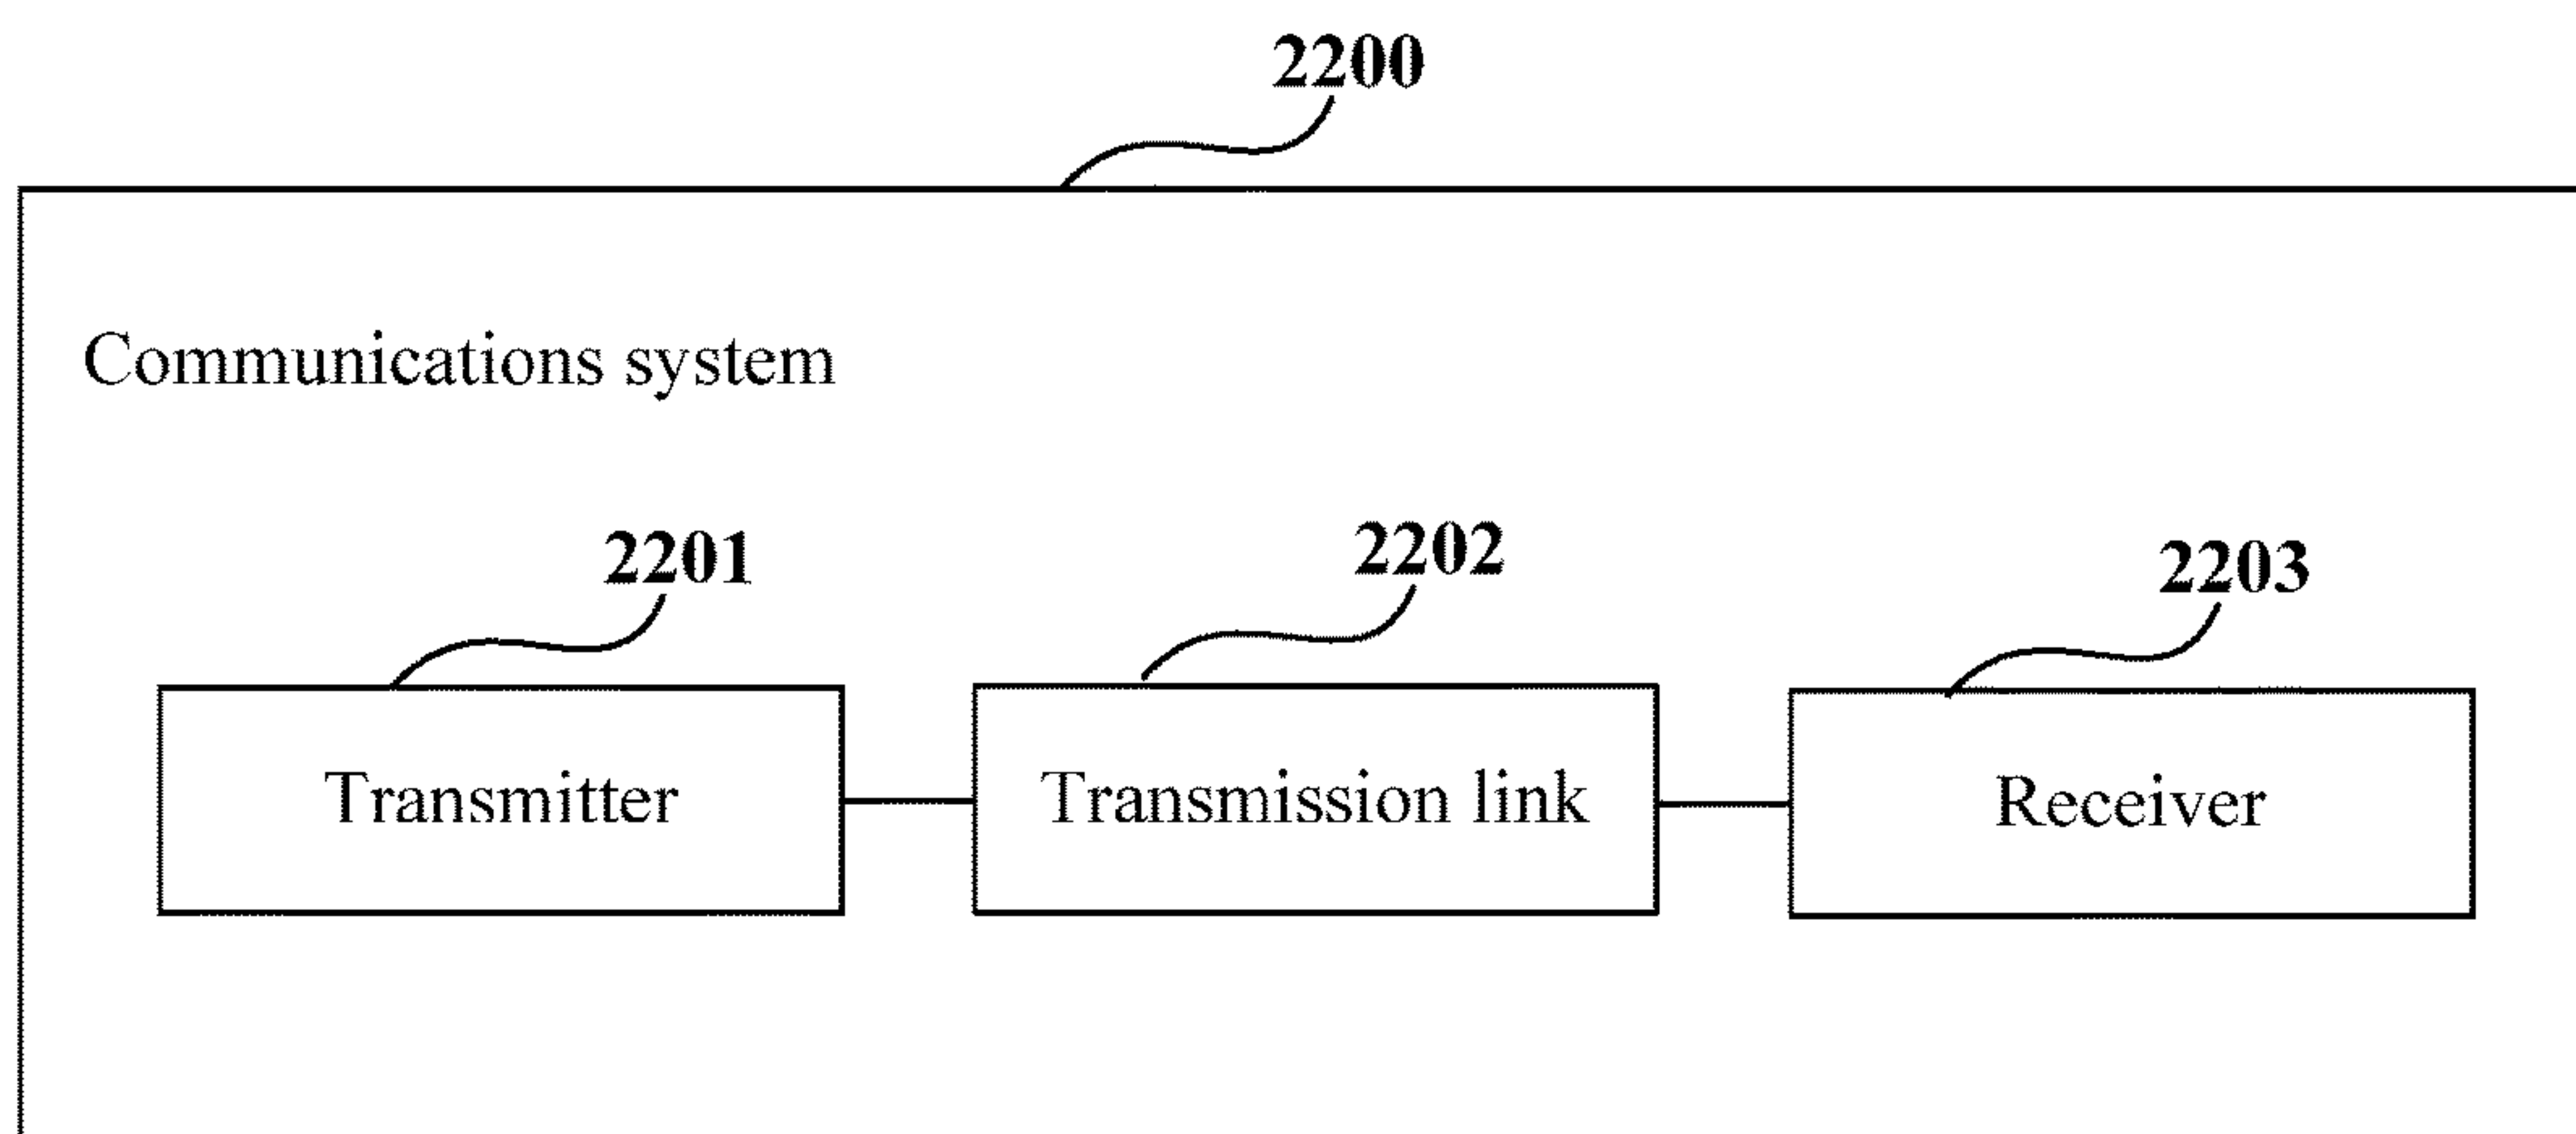 2200
Communications system
2201
2202
2203
Transmitter
Transmission link
Receiver